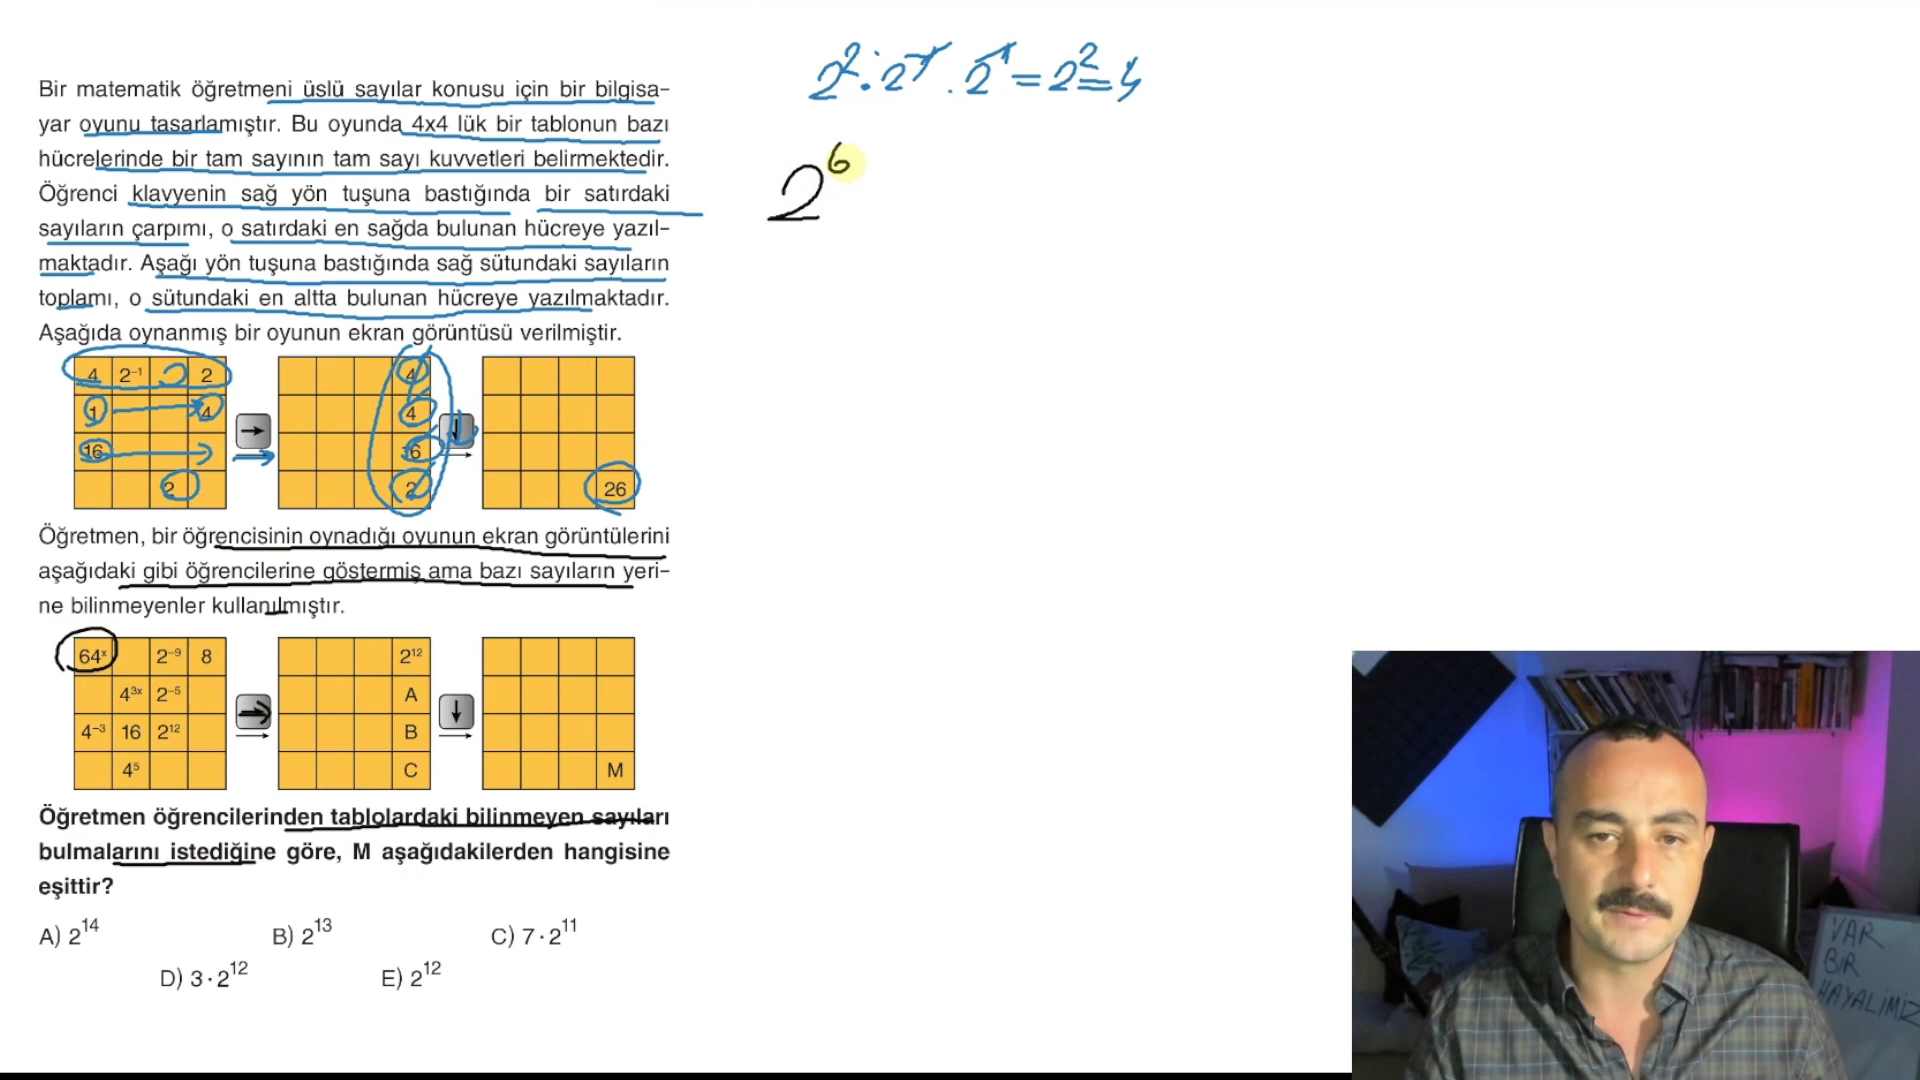 2² · 2⁻¹ · 2¹ = 2² = 4
2⁶
Bir matematik öğretmeni üslü sayılar konusu için bir bilgisa-
yar oyunu tasarlamıştır. Bu oyunda 4x4 lük bir tablonun bazı
hücrelerinde bir tam sayının tam sayı kuvvetleri belirmektedir.
Öğrenci klavyenin sağ yön tuşuna bastığında bir satırdaki
sayıların çarpımı, o satırdaki en sağda bulunan hücreye yazıl-
maktadır. Aşağı yön tuşuna bastığında sağ sütundaki sayıların
toplamı, o sütundaki en altta bulunan hücreye yazılmaktadır.
Aşağıda oynanmış bir oyunun ekran görüntüsü verilmiştir.
4 2⁻¹ 2 4
1 4 → 4 ↓
16 16
2 2 26
Öğretmen, bir öğrencisinin oynadığı oyunun ekran görüntülerini
aşağıdaki gibi öğrencilerine göstermiş ama bazı sayıların yeri-
ne bilinmeyenler kullanılmıştır.
64ˣ 2⁻⁹ 8 2¹²
4³ˣ 2⁻⁵ → A ↓
4⁻³ 16 2¹² B
4⁵ C M
Öğretmen öğrencilerinden tablolardaki bilinmeyen sayıları
bulmalarını istediğine göre, M aşağıdakilerden hangisine
eşittir?
A) 2¹⁴ B) 2¹³ C) 7 · 2¹¹
D) 3 · 2¹² E) 2¹²
VAR
BİR
HAYALİMİZ